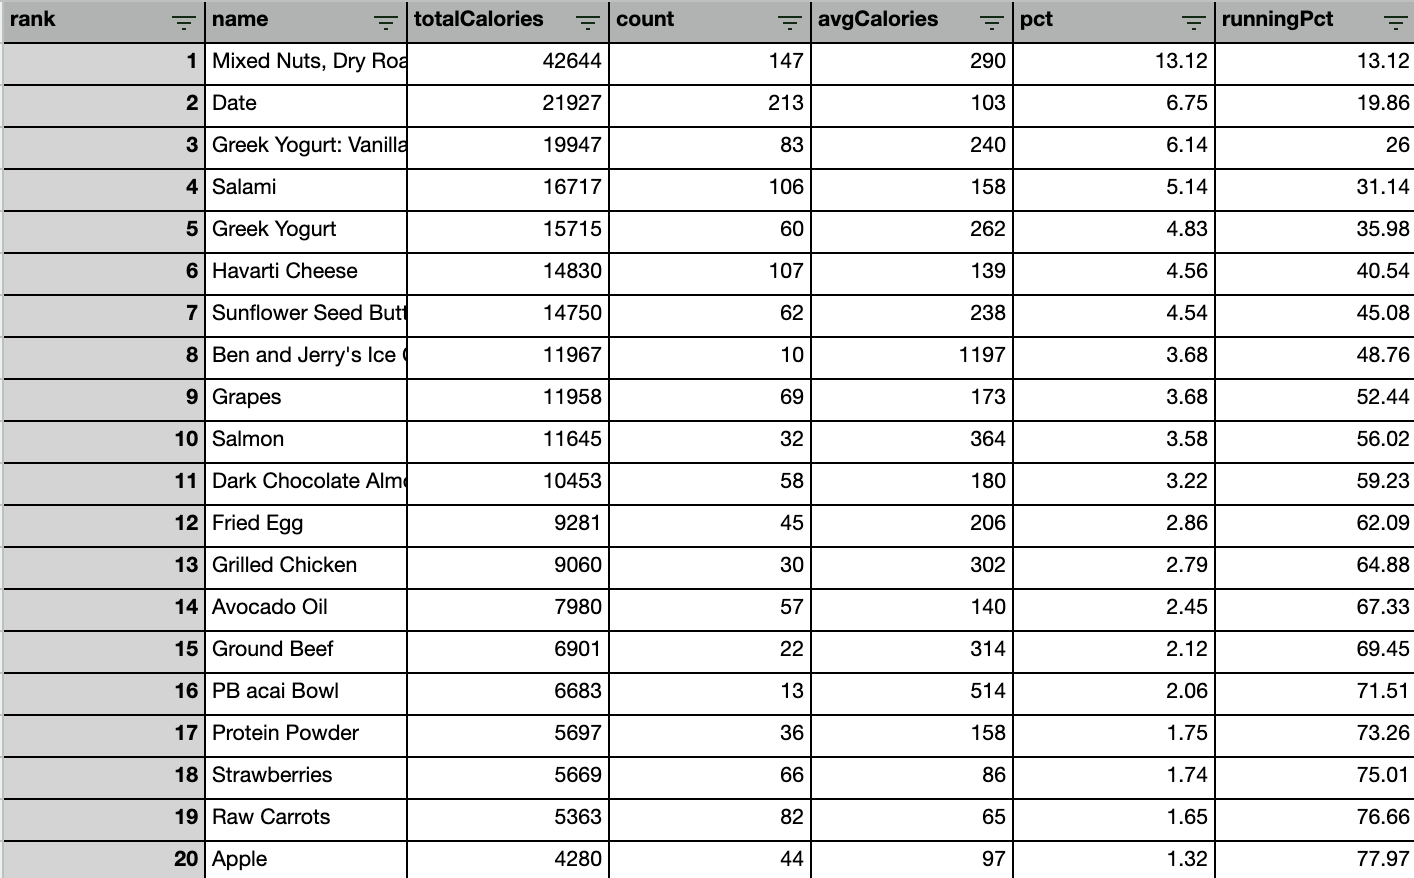 rank name totalCalories count avgCalories pct runningPct
1 Mixed Nuts, Dry Roa 42644 147 290 13.12 13.12
2 Date 21927 213 103 6.75 19.86
3 Greek Yogurt: Vanilla 19947 83 240 6.14 26
4 Salami 16717 106 158 5.14 31.14
5 Greek Yogurt 15715 60 262 4.83 35.98
6 Havarti Cheese 14830 107 139 4.56 40.54
7 Sunflower Seed Butt 14750 62 238 4.54 45.08
8 Ben and Jerry's Ice 11967 10 1197 3.68 48.76
9 Grapes 11958 69 173 3.68 52.44
10 Salmon 11645 32 364 3.58 56.02
11 Dark Chocolate Alm 10453 58 180 3.22 59.23
12 Fried Egg 9281 45 206 2.86 62.09
13 Grilled Chicken 9060 30 302 2.79 64.88
14 Avocado Oil 7980 57 140 2.45 67.33
15 Ground Beef 6901 22 314 2.12 69.45
16 PB acai Bowl 6683 13 514 2.06 71.51
17 Protein Powder 5697 36 158 1.75 73.26
18 Strawberries 5669 66 86 1.74 75.01
19 Raw Carrots 5363 82 65 1.65 76.66
20 Apple 4280 44 97 1.32 77.97